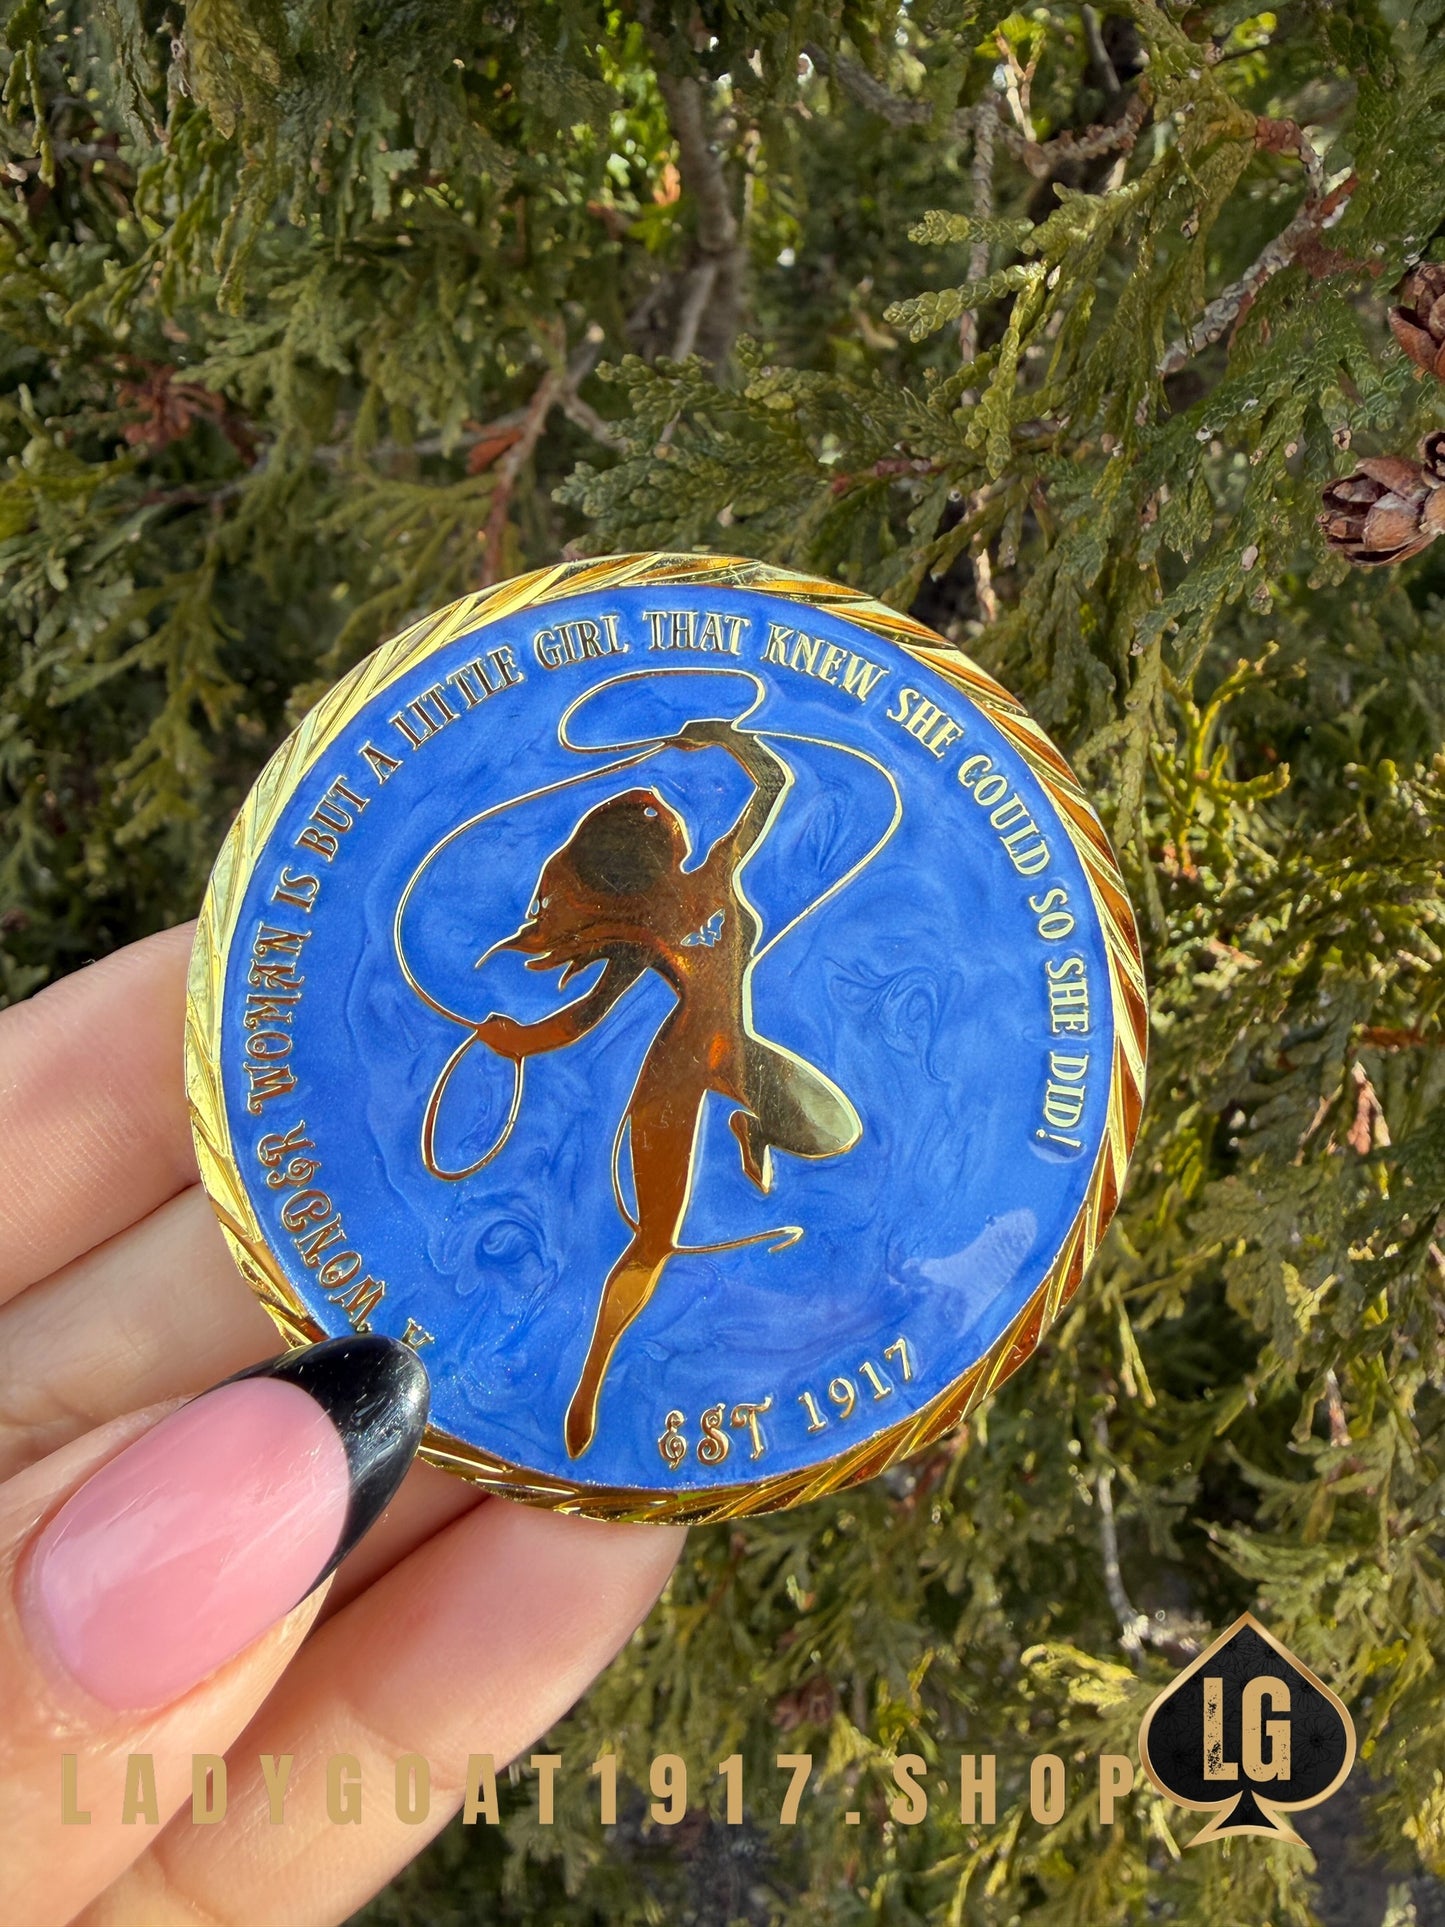 A WONDER WOMAN IS BUT A LITTLE GIRL THAT KNEW SHE COULD SO SHE DID!
EST 1917
LADYGOAT1917.SHOP
LG